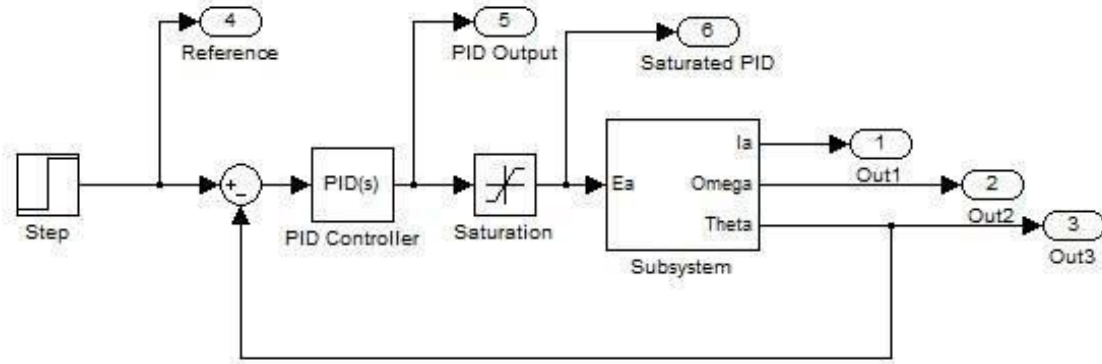 4
Reference
5
PID Output
6
Saturated PID
Step
+
−
PID(s)
PID Controller
Saturation
Ea
Ia
Omega
Theta
Subsystem
1
Out1
2
Out2
3
Out3